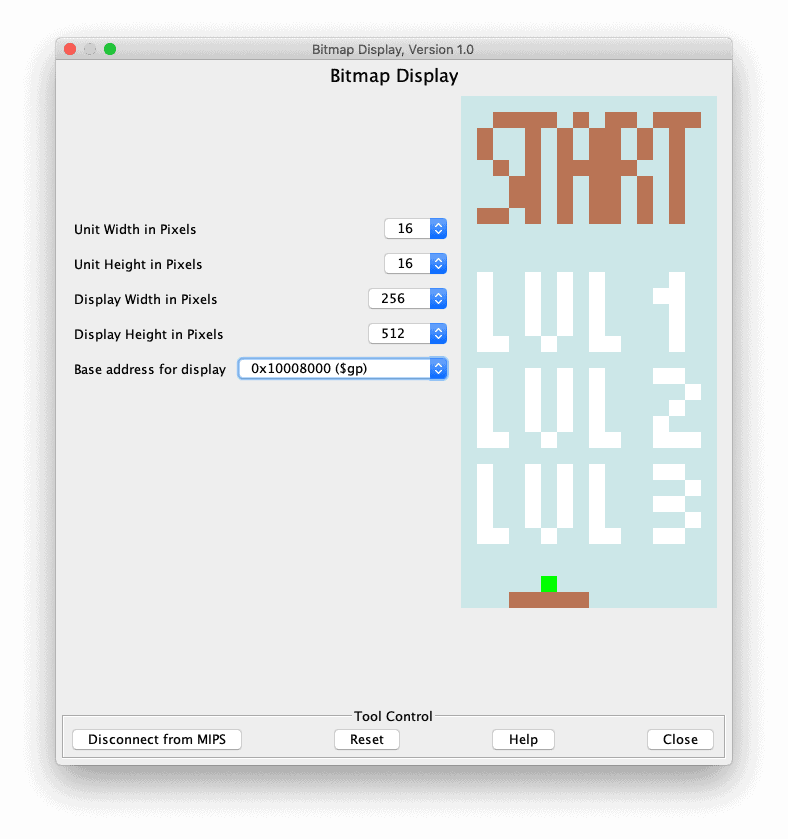 Bitmap Display, Version 1.0
Bitmap Display
START
Unit Width in Pixels 16
Unit Height in Pixels 16
Display Width in Pixels 256
Display Height in Pixels 512
Base address for display 0x10008000 ($gp)
LVL 1
LVL 2
LVL 3
Tool Control
Disconnect from MIPS Reset Help Close